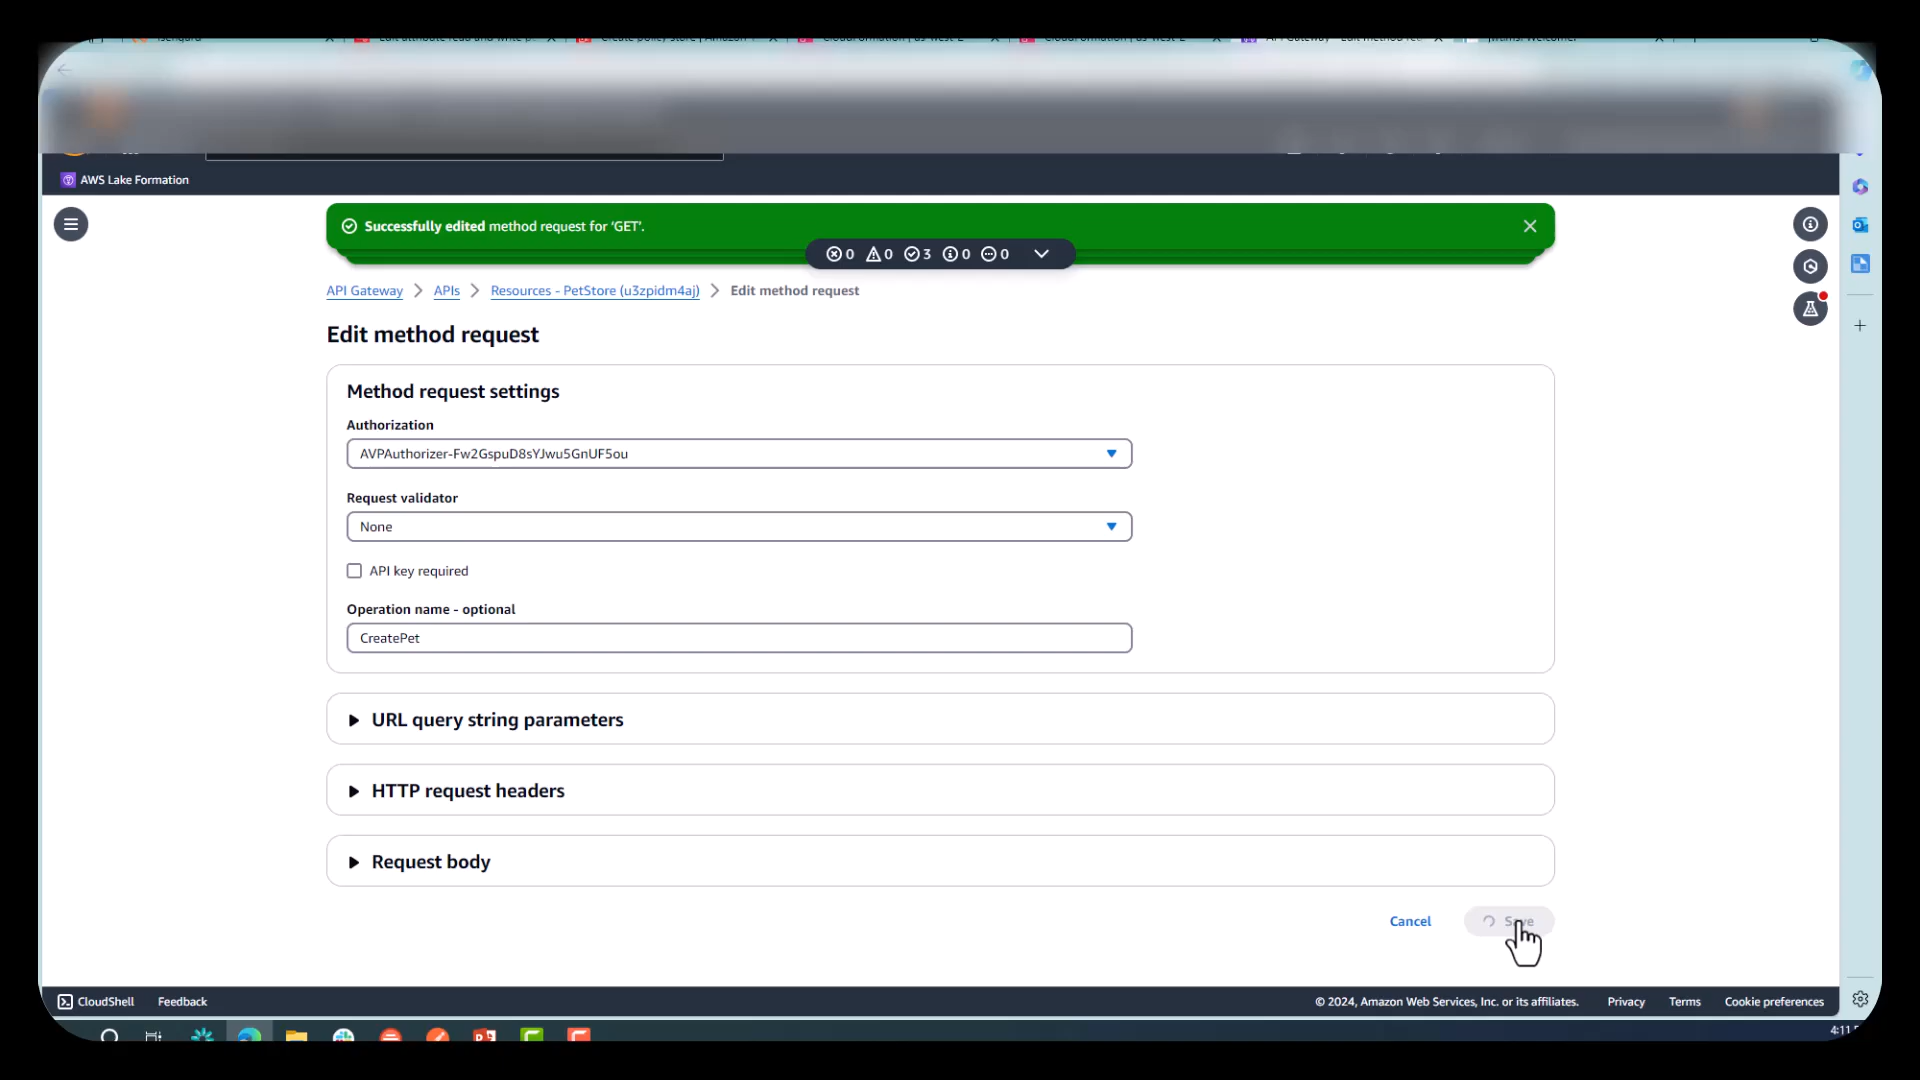 AWS Lake Formation
Successfully edited method request for 'GET'.
0 0 3 0 0
API Gateway > APIs > Resources - PetStore (u3zpidm4aj) > Edit method request
Edit method request
Method request settings
Authorization
AVPAuthorizer-Fw2GspuD8sYJwu5GnUF5ou
Request validator
None
API key required
Operation name - optional
CreatePet
URL query string parameters
HTTP request headers
Request body
Cancel Save
CloudShell Feedback © 2024, Amazon Web Services, Inc. or its affiliates. Privacy Terms Cookie preferences
4:11